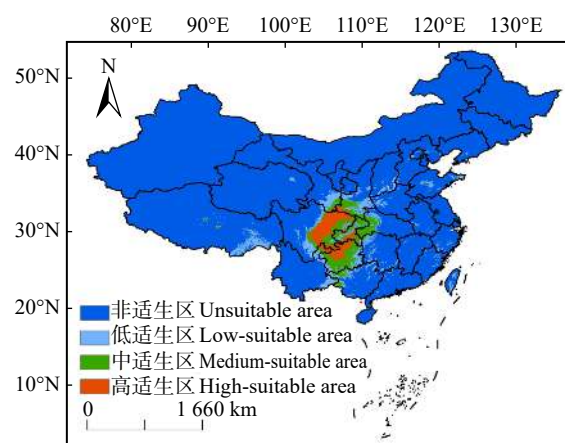 80°E 90°E 100°E 110°E 120°E 130°E
50°N
N
40°N
30°N
20°N
10°N
非适生区 Unsuitable area
低适生区 Low-suitable area
中适生区 Medium-suitable area
高适生区 High-suitable area
0 1 660 km